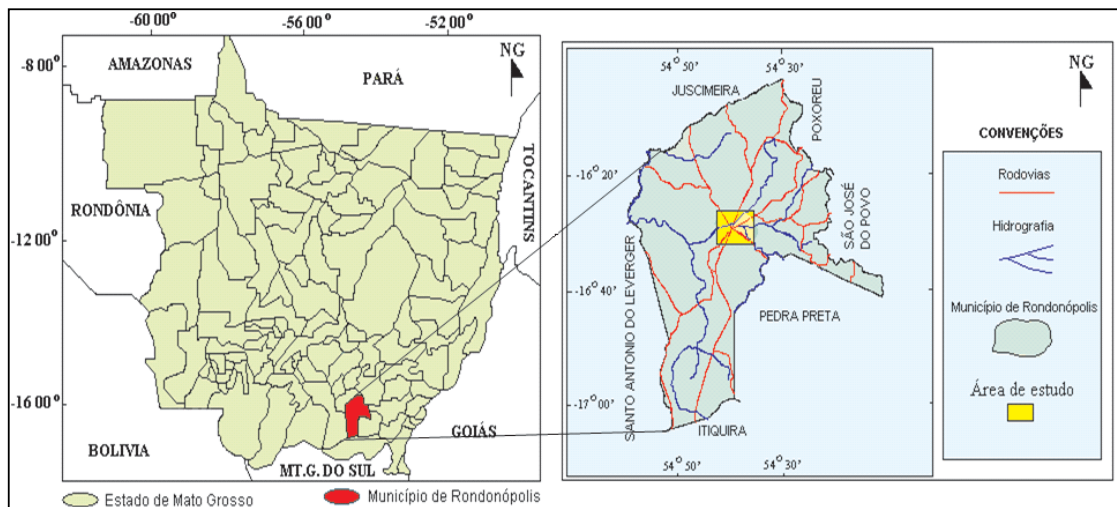 -60 00°
-56 00°
-52 00°
-8 00°
-12 00°
-16 00°
NG
AMAZONAS
PARÁ
TOCANTINS
RONDÔNIA
BOLIVIA
GOIÁS
MT.G. DO SUL
Estado de Mato Grosso
Município de Rondonópolis
54° 50'
54° 30'
JUSCIMEIRA
POXOREU
-16° 20'
SÃO JOSÉ
DO POVO
SANTO ANTONIO DO LEVERGER
-16° 40'
PEDRA PRETA
-17° 00'
ITIQUIRA
54° 50'
54° 30'
NG
CONVENÇÕES
Rodovias
Hidrografia
Município de Rondonópolis
Área de estudo